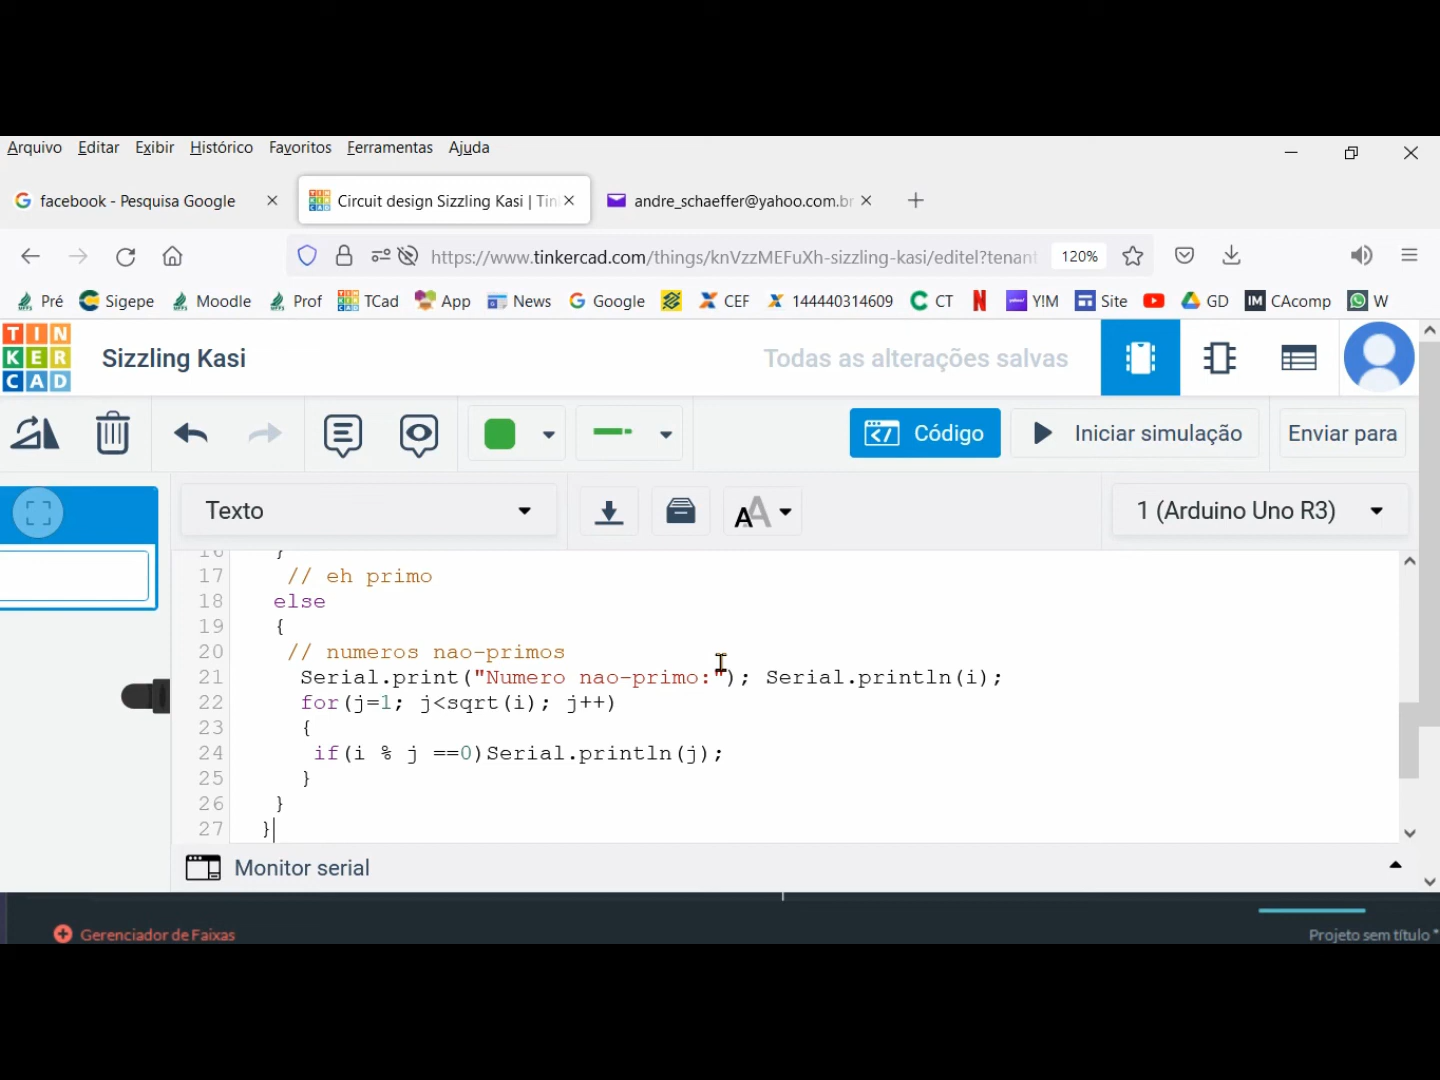 Arquivo Editar Exibir Histórico Favoritos Ferramentas Ajuda
facebook - Pesquisa Google
Circuit design Sizzling Kasi | Tin
andre_schaeffer@yahoo.com.br
https://www.tinkercad.com/things/knVzzMEFuXh-sizzling-kasi/editel?tenant
120%
Pré Sigepe Moodle Prof TCad App News Google CEF 144440314609 CT Y!M Site GD IM CAcomp W
TIN
KER
CAD
Sizzling Kasi
Todas as alterações salvas
Código
Iniciar simulação
Enviar para
Texto
1 (Arduino Uno R3)
16 }
17 // eh primo
18 else
19 {
20 // numeros nao-primos
21 Serial.print("Numero nao-primo:"); Serial.println(i);
22 for(j=1; j<sqrt(i); j++)
23 {
24 if(i % j ==0)Serial.println(j);
25 }
26 }
27 }
Monitor serial
Gerenciador de Faixas
Projeto sem título*